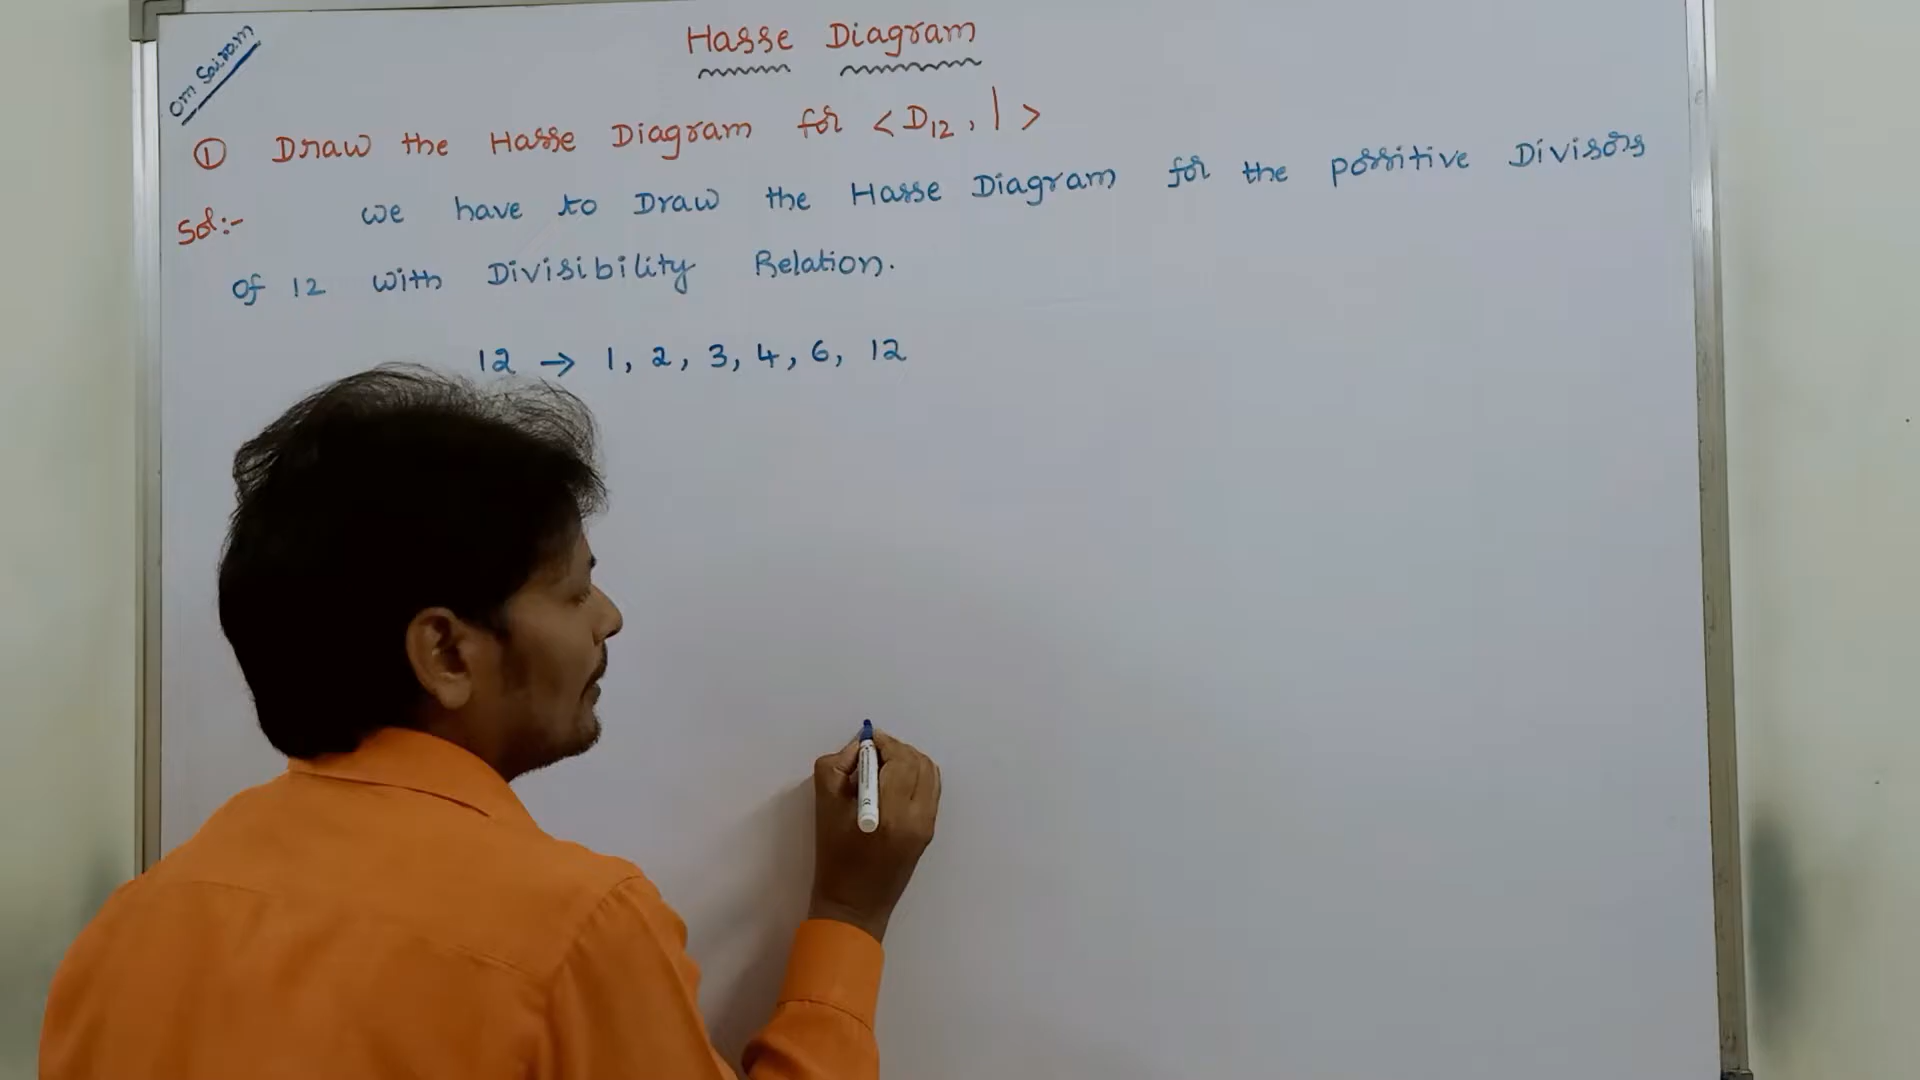 Om Sairam
Hasse Diagram
① Draw the Hasse Diagram for <D12, | >
Sol:- we have to Draw the Hasse Diagram for the possitive Divisors
of 12 with Divisibility Relation.
12 → 1, 2, 3, 4, 6, 12